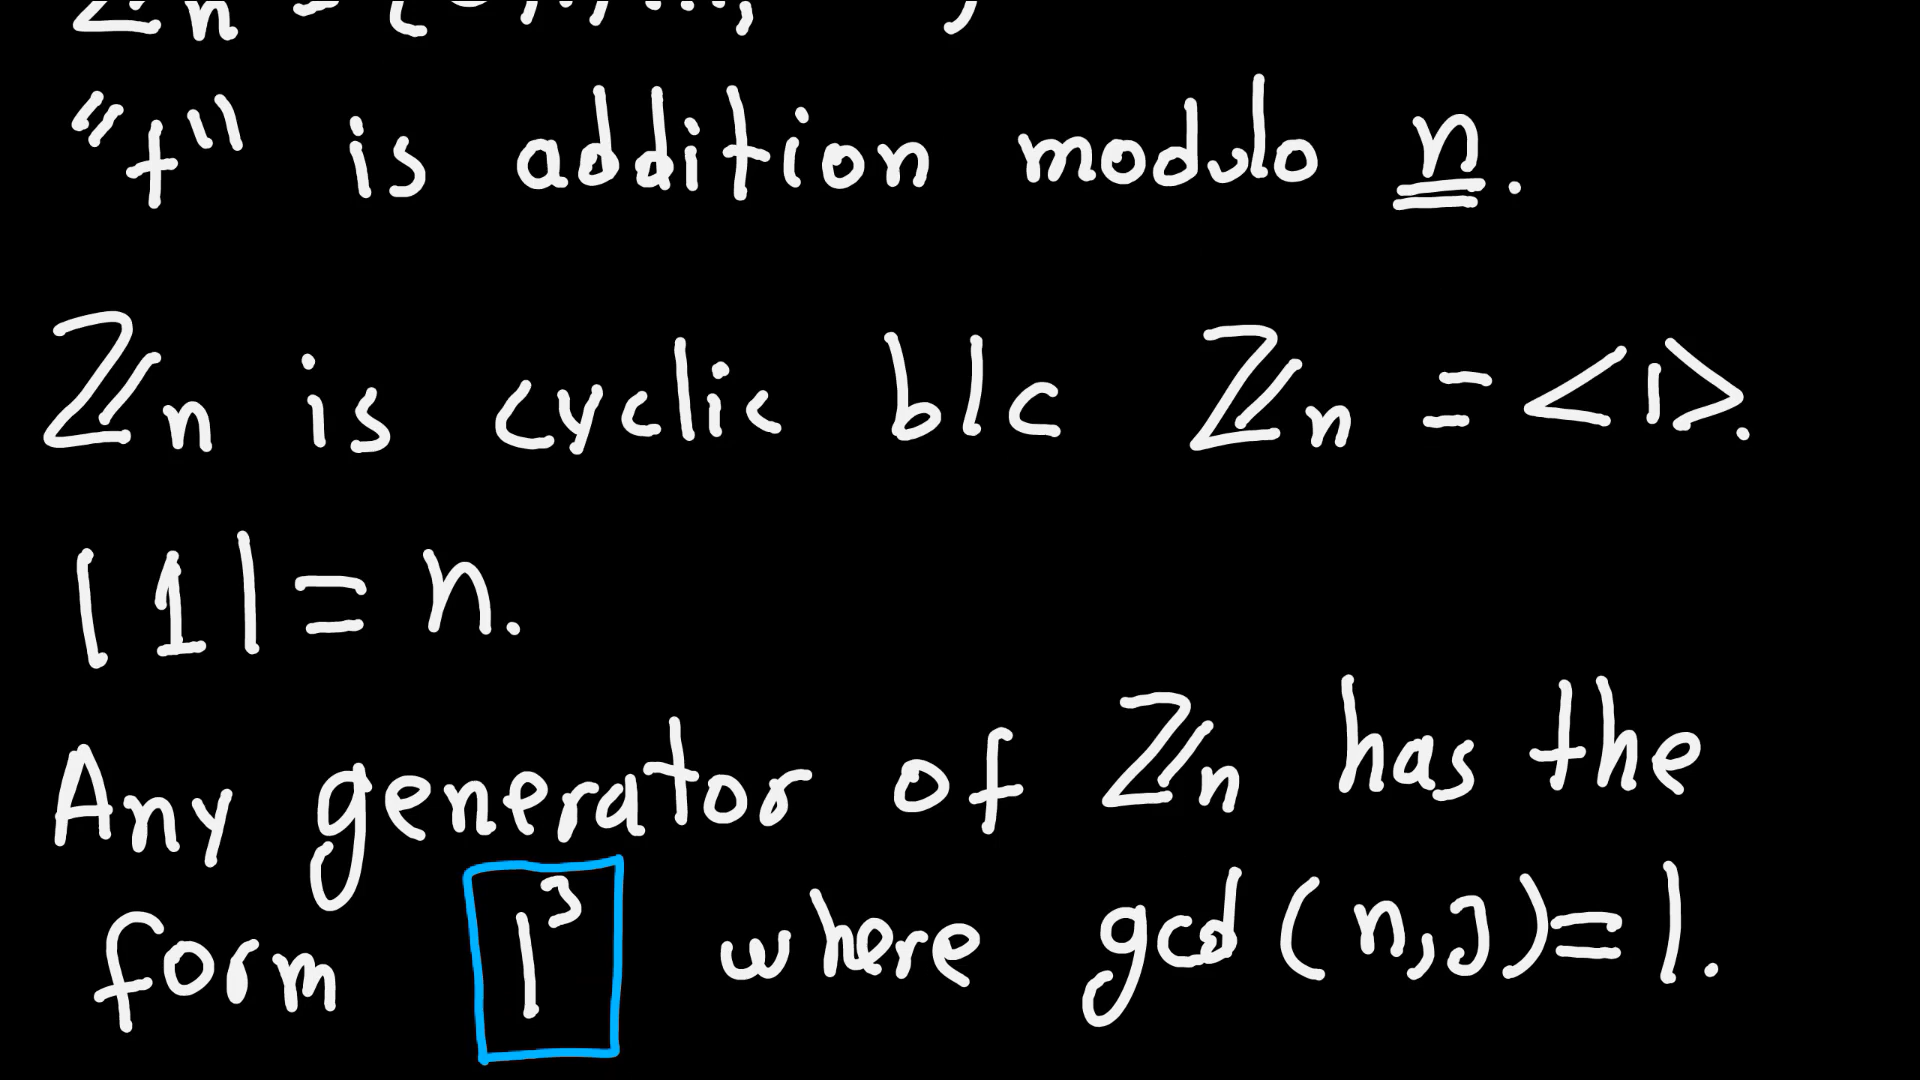 "+" is addition modulo n.
ℤn is cyclic b/c ℤn = <1>.
|1| = n.
Any generator of ℤn has the
form 1^j where gcd(n,j)=1.